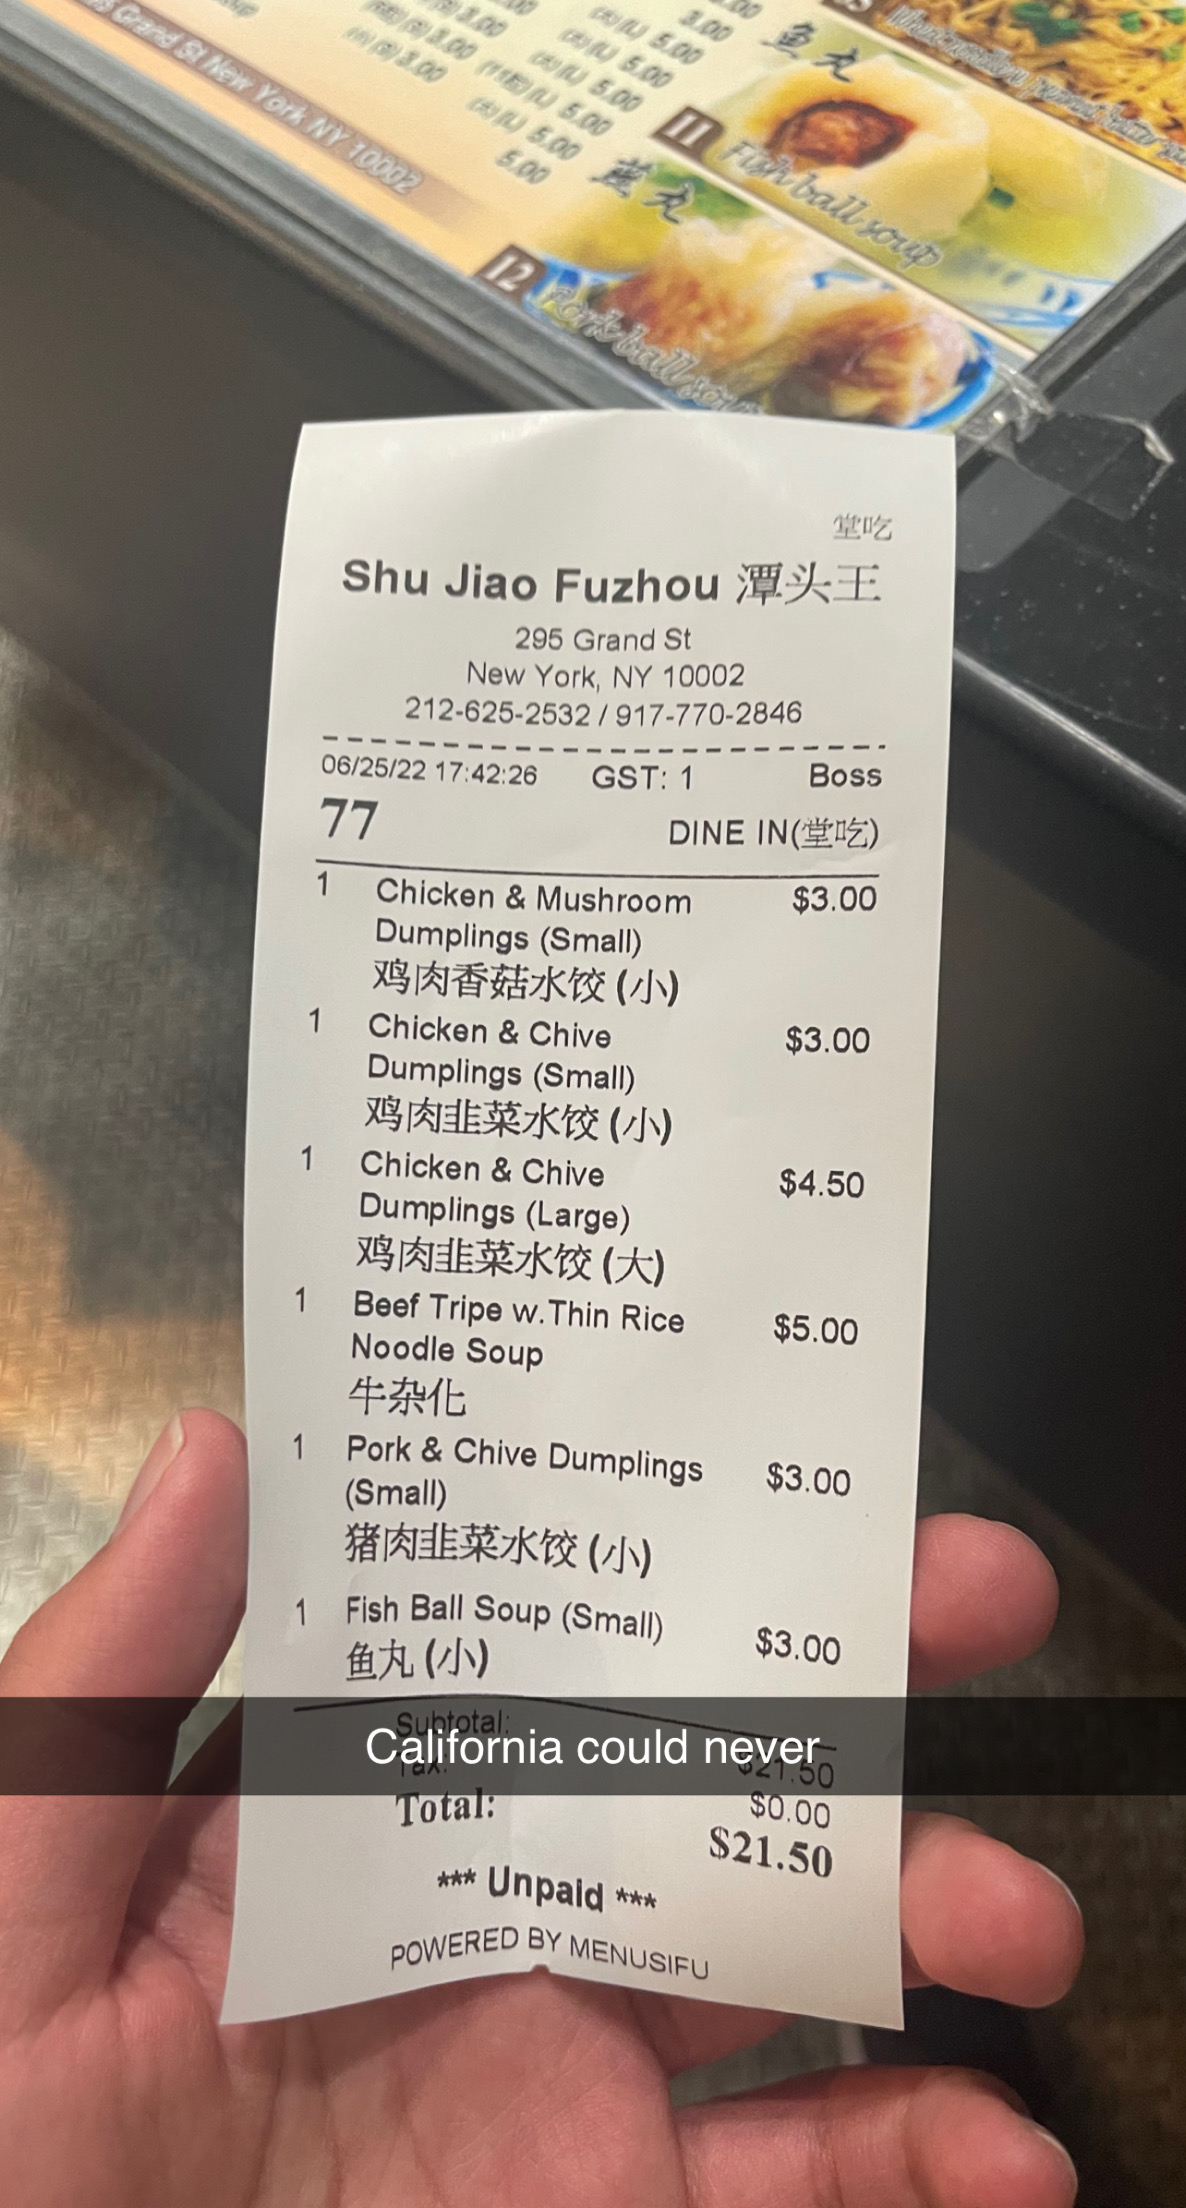 Grand St New York NY 10002
(S) 3.00
(L) 5.00
3.00
(L) 5.00
(L) 5.00
5.00
5.00
5.00
鱼丸
11 Fish ball soup
燕丸
12 Pork ball soup
堂吃
Shu Jiao Fuzhou 潭头王
295 Grand St
New York, NY 10002
212-625-2532 / 917-770-2846
06/25/22 17:42:26 GST: 1 Boss
77 DINE IN(堂吃)
1 Chicken & Mushroom $3.00
Dumplings (Small)
鸡肉香菇水饺 (小)
1 Chicken & Chive $3.00
Dumplings (Small)
鸡肉韭菜水饺 (小)
1 Chicken & Chive $4.50
Dumplings (Large)
鸡肉韭菜水饺 (大)
1 Beef Tripe w.Thin Rice $5.00
Noodle Soup
牛杂化
1 Pork & Chive Dumplings $3.00
(Small)
猪肉韭菜水饺 (小)
1 Fish Ball Soup (Small) $3.00
鱼丸 (小)
Subtotal: $21.50
California could never
Tax: $0.00
Total: $21.50
*** Unpaid ***
POWERED BY MENUSIFU